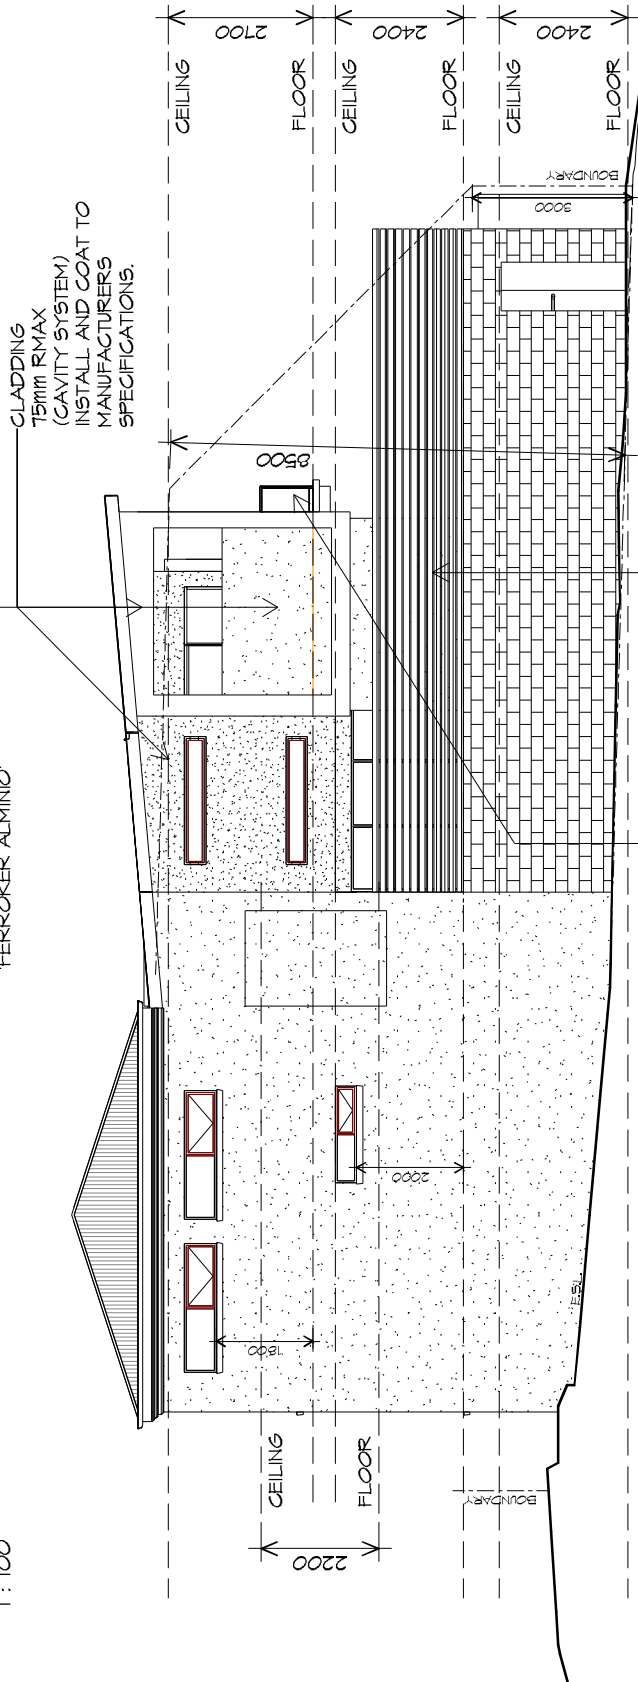 1 : 100
'FERROKER ALMINIO'
CLADDING
75mm RMAX
(CAVITY SYSTEM)
INSTALL AND COAT TO
MANUFACTURERS
SPECIFICATIONS.
2700
2400
2400
CEILING
FLOOR
CEILING
FLOOR
CEILING
FLOOR
BOUNDARY
3000
8500
2000
1800
E.S.L.
CEILING
FLOOR
2200
BOUNDARY